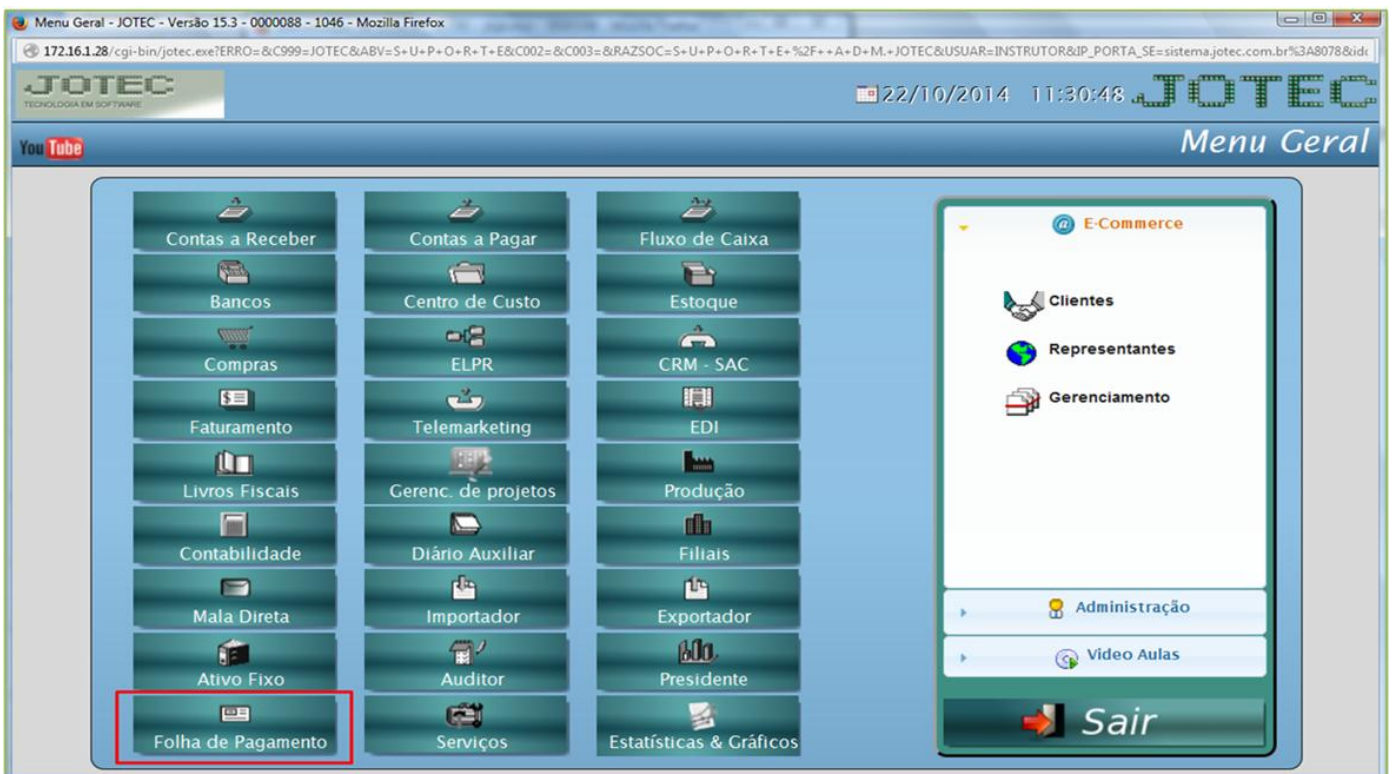 Menu Geral - JOTEC - Versão 15.3 - 0000088 - 1046 - Mozilla Firefox
172.16.1.28/cgi-bin/jotec.exe?ERRO=&C999=JOTEC&ABV=S+U+P+O+R+T+E&C002=&C003=&RAZSOC=S+U+P+O+R+T+E+%2F++A+D+M.+JOTEC&USUAR=INSTRUTOR&IP_PORTA_SE=sistema.jotec.com.br%3A8078&id
JOTEC
TECNOLOGIA EM SOFTWARE
22/10/2014 11:30:48 JOTEC
You Tube
Menu Geral
Contas a Receber Contas a Pagar Fluxo de Caixa
Bancos Centro de Custo Estoque
Compras ELPR CRM - SAC
Faturamento Telemarketing EDI
Livros Fiscais Gerenc. de projetos Produção
Contabilidade Diário Auxiliar Filiais
Mala Direta Importador Exportador
Ativo Fixo Auditor Presidente
Folha de Pagamento Serviços Estatísticas & Gráficos
E-Commerce
Clientes
Representantes
Gerenciamento
Administração
Video Aulas
Sair